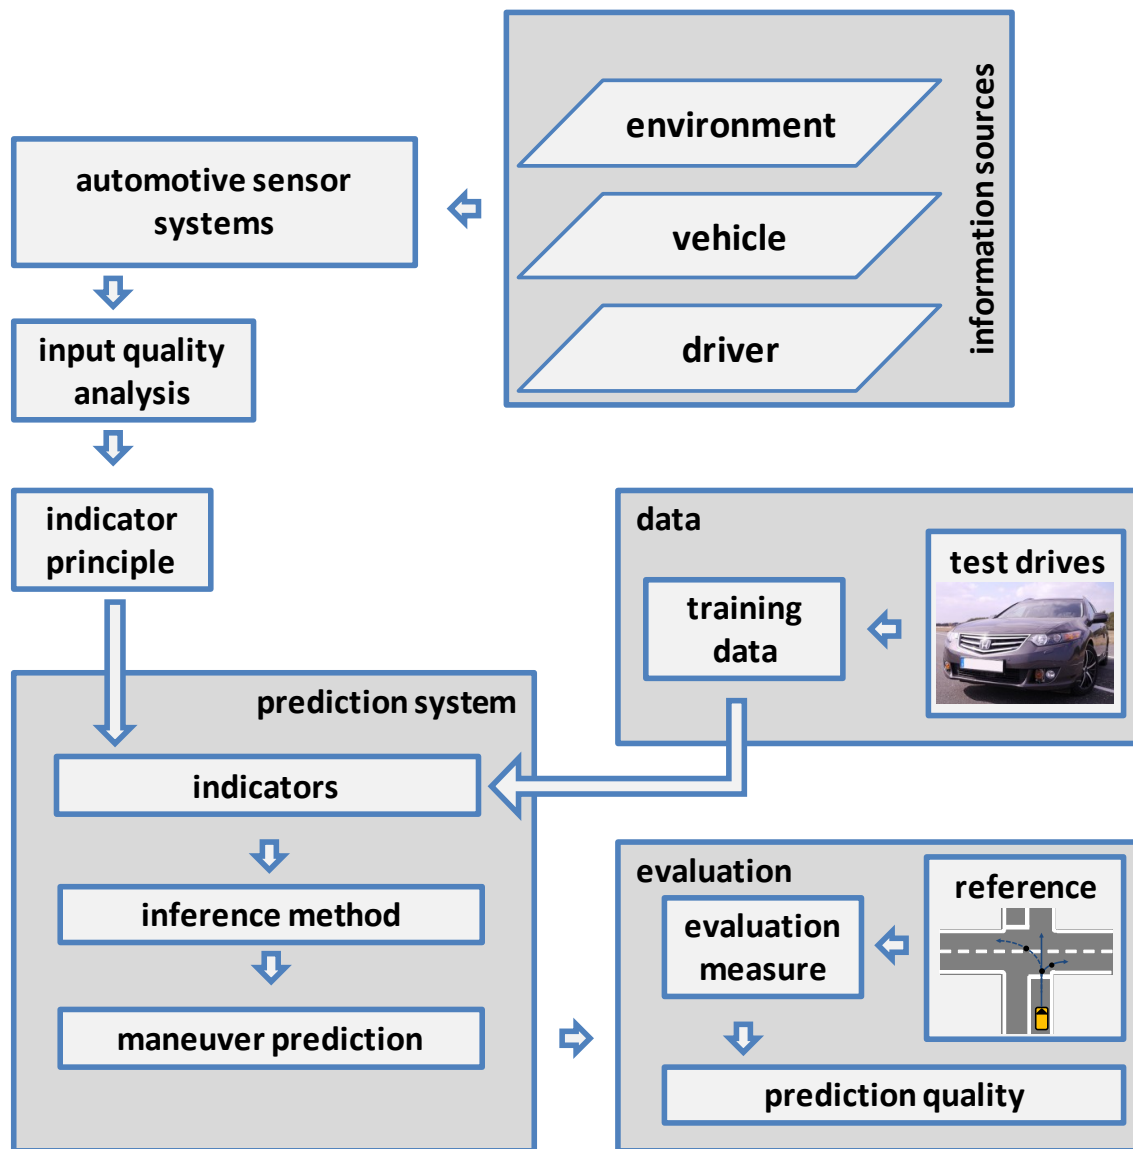 environment
vehicle
driver
information sources
automotive sensor
systems
input quality
analysis
indicator
principle
data
test drives
training
data
prediction system
indicators
inference method
maneuver prediction
evaluation
reference
evaluation
measure
prediction quality